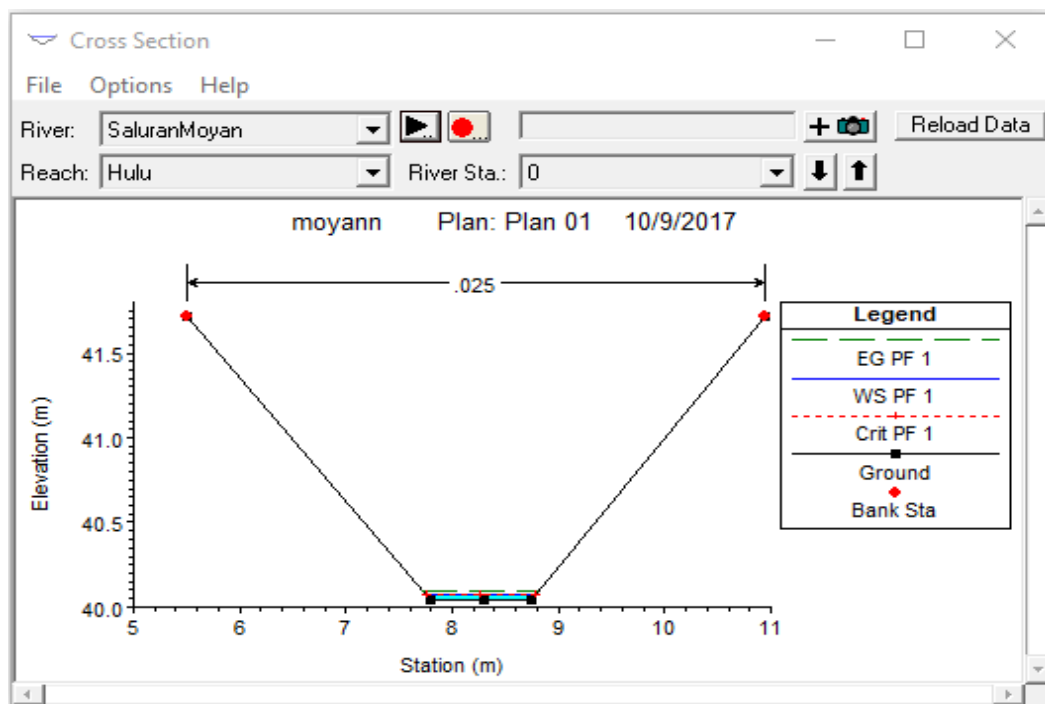 Cross Section
File Options Help
River: SaluranMoyan Reload Data
Reach: Hulu River Sta.: 0
moyann Plan: Plan 01 10/9/2017
.025
Legend
EG PF 1
WS PF 1
Crit PF 1
Ground
Bank Sta
41.5
41.0
40.5
40.0
Elevation (m)
5 6 7 8 9 10 11
Station (m)